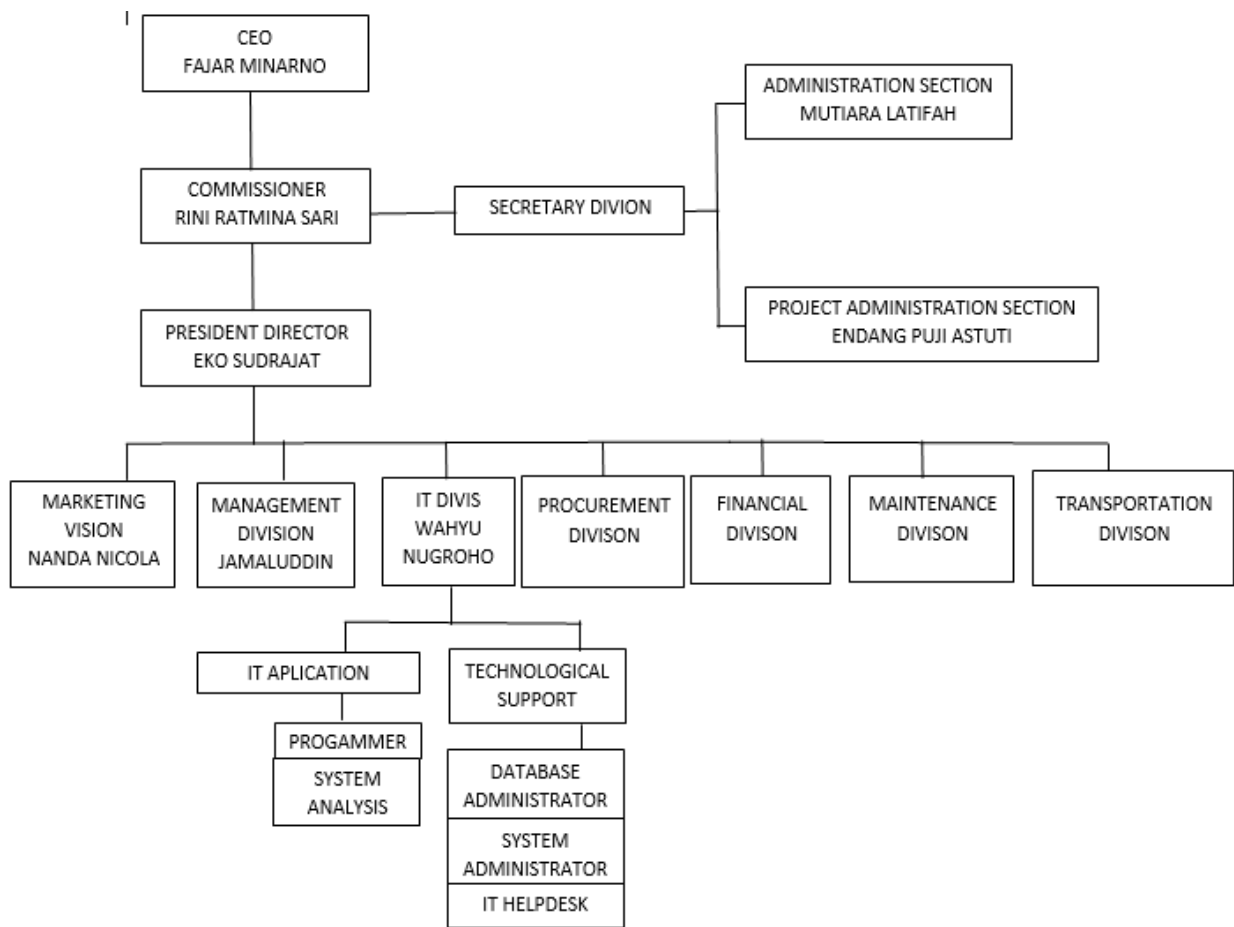 CEO
FAJAR MINARNO
ADMINISTRATION SECTION
MUTIARA LATIFAH
COMMISSIONER
RINI RATMINA SARI
SECRETARY DIVION
PROJECT ADMINISTRATION SECTION
ENDANG PUJI ASTUTI
PRESIDENT DIRECTOR
EKO SUDRAJAT
MARKETING
VISION
NANDA NICOLA
MANAGEMENT
DIVISION
JAMALUDDIN
IT DIVIS
WAHYU
NUGROHO
PROCUREMENT
DIVISON
FINANCIAL
DIVISON
MAINTENANCE
DIVISON
TRANSPORTATION
DIVISON
IT APLICATION
TECHNOLOGICAL
SUPPORT
PROGAMMER
SYSTEM
ANALYSIS
DATABASE
ADMINISTRATOR
SYSTEM
ADMINISTRATOR
IT HELPDESK